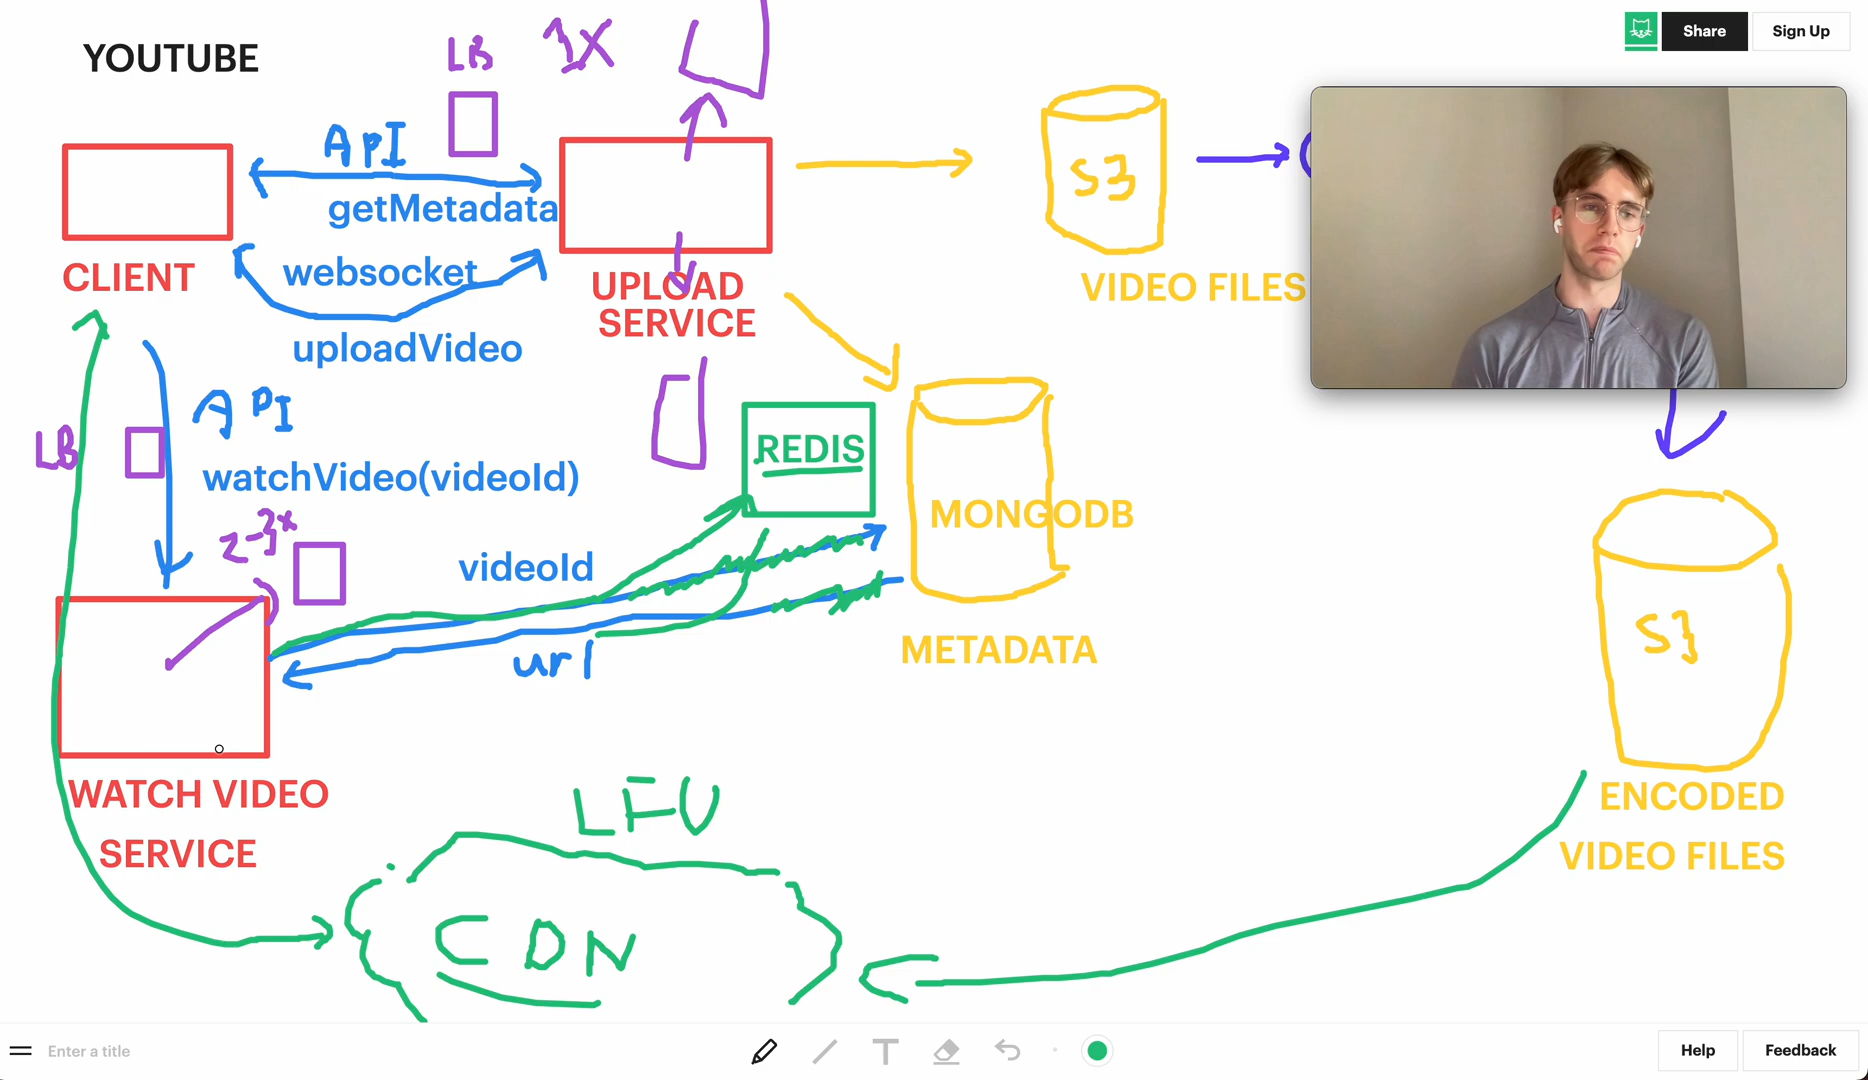 YOUTUBE
LB
1X
Share
Sign Up
API
getMetadata
S3
CLIENT
websocket
UPLOAD
SERVICE
VIDEO FILES
uploadVideo
API
LB
REDIS
watchVideo(videoId)
2-3x
MONGODB
videoId
url
METADATA
S3
WATCH VIDEO
SERVICE
LFU
ENCODED
VIDEO FILES
CDN
Enter a title
T
Help
Feedback